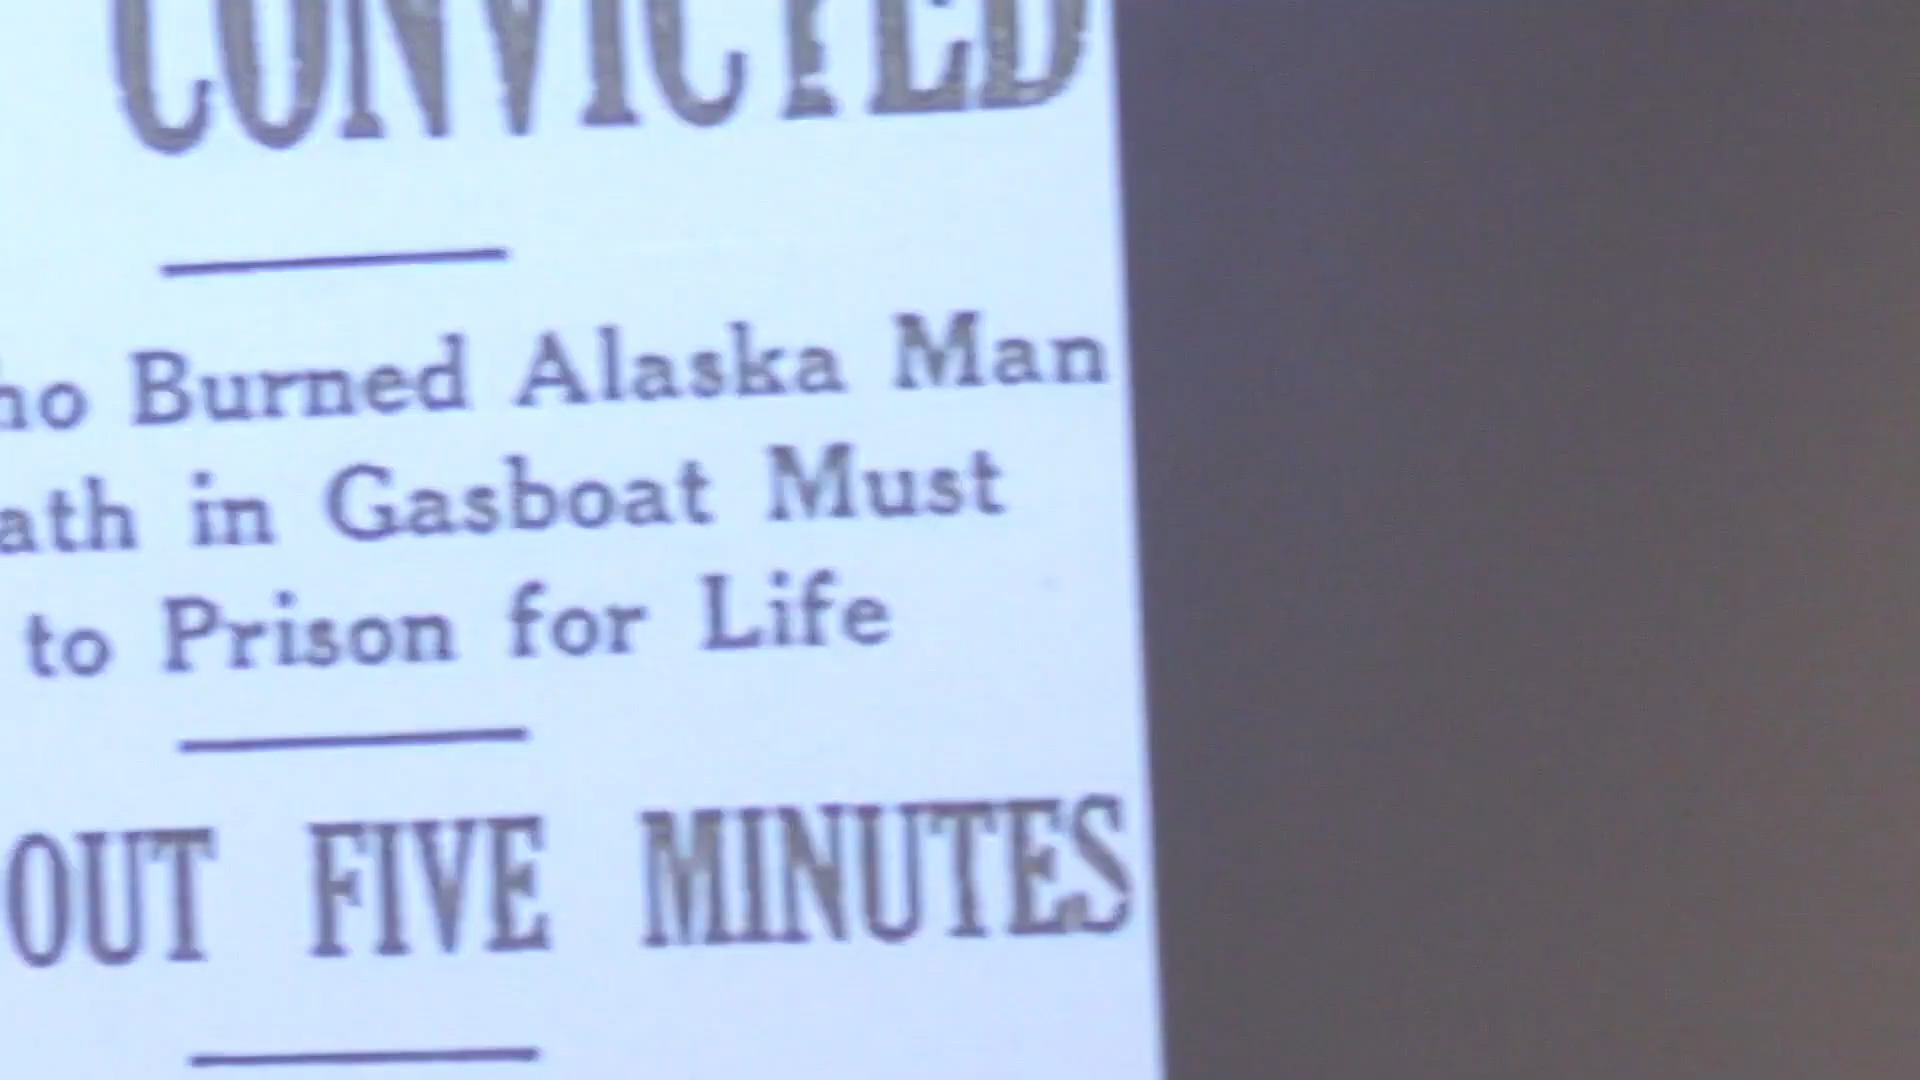 CONVICTED
ho Burned Alaska Man
ath in Gasboat Must
to Prison for Life
OUT FIVE MINUTES